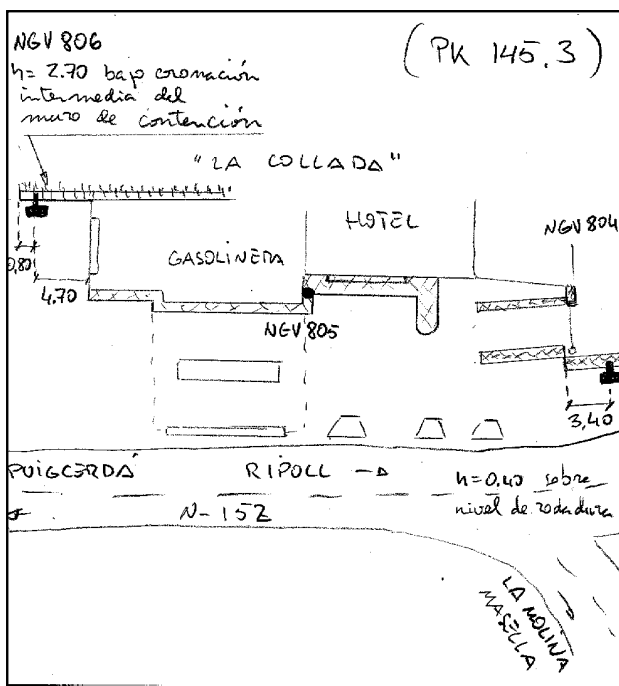 NGV 806
(PK 145.3)
h= 2.70 bajo coronación
intermedia del
muro de contención
"LA COLLADA"
HOTEL
NGV 804
GASOLINERA
0,80
4,70
NGV 805
3,40
PUIGCERDÁ
RIPOLL
h=0,40 sobre
nivel de rodadura
N-152
LA MOLINA
MASELLA